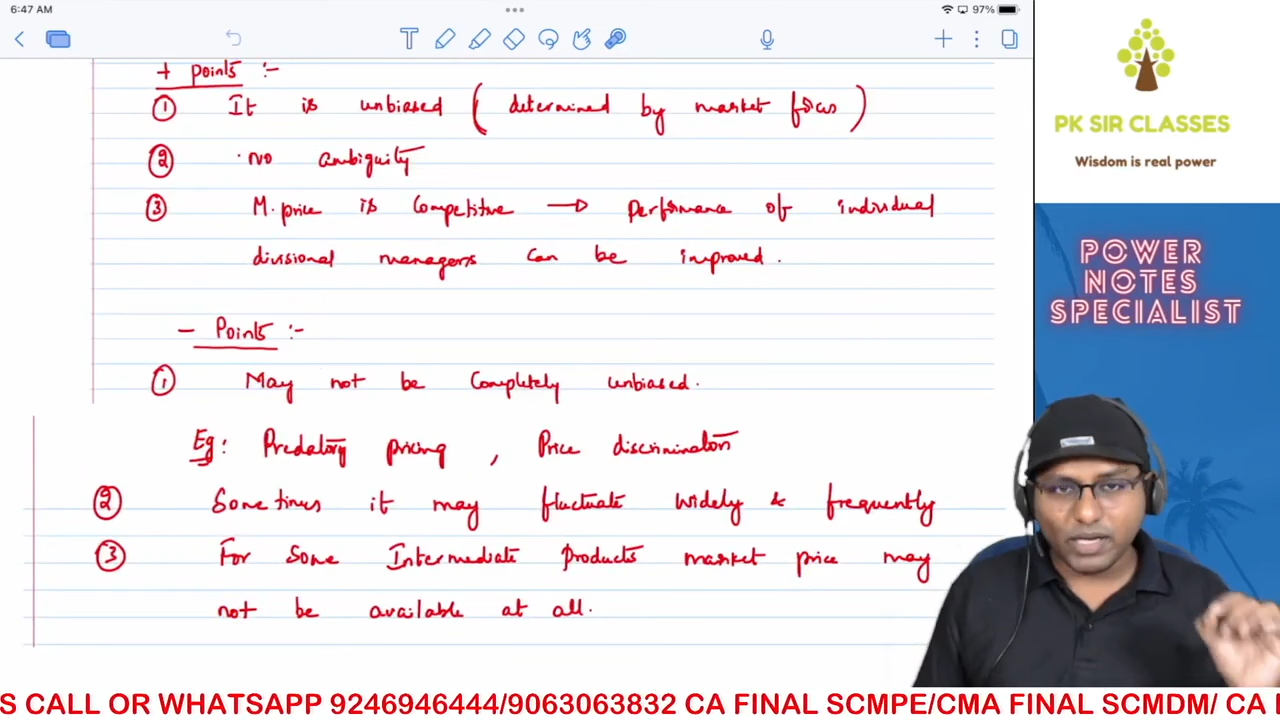 6:47 AM
97%
+ points :-
① It is unbiased ( determined by market focus )
② no ambiguity
③ M. price is Competitive → Performance of individual
divisional managers can be improved.
- Points :-
① May not be Completely unbiased.
Eg: Predatory pricing , Price discrimination
② Sometimes it may fluctuate widely & frequently
③ For Some Intermediate Products market price may
not be available at all.
PK SIR CLASSES
Wisdom is real power
POWER
NOTES
SPECIALIST
S CALL OR WHATSAPP 9246946444/9063063832 CA FINAL SCMPE/CMA FINAL SCMDM/ CA